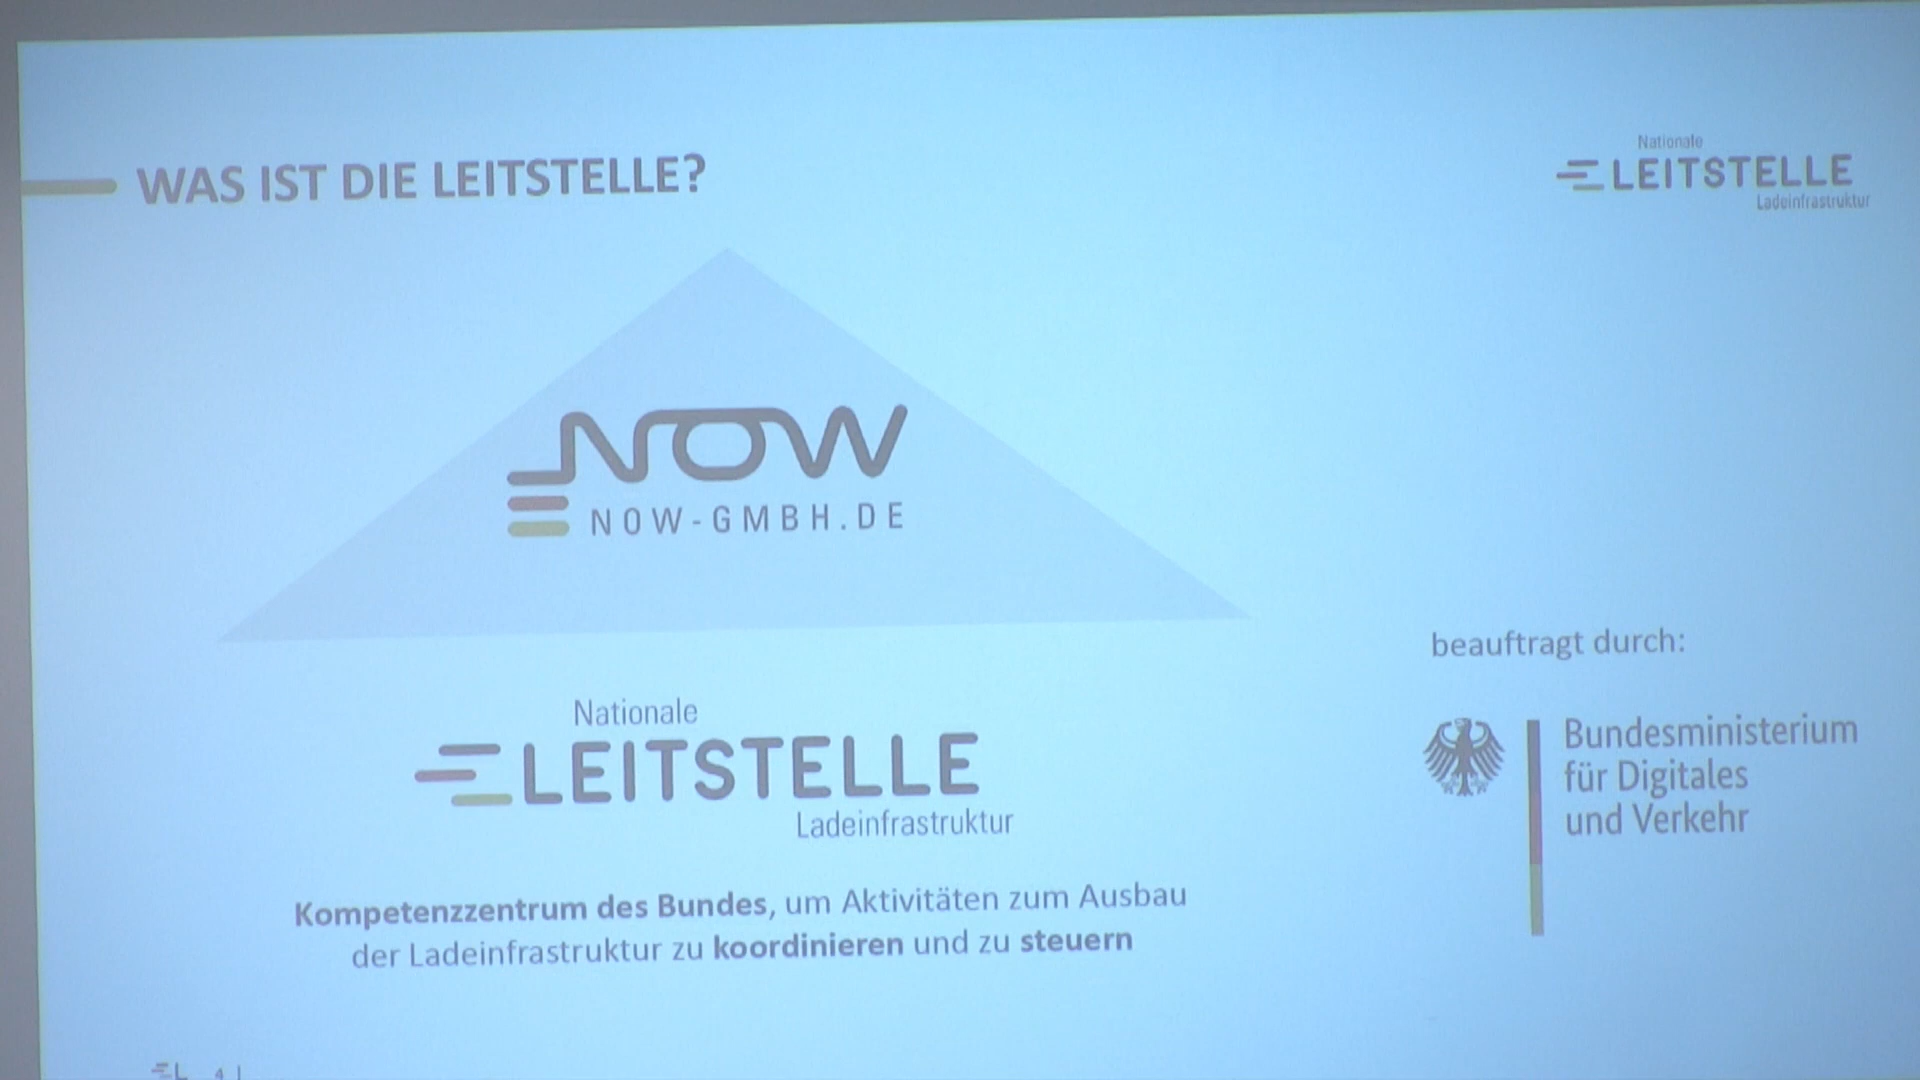 WAS IST DIE LEITSTELLE?
Nationale
LEITSTELLE
Ladeinfrastruktur
NOW
NOW-GMBH.DE
Nationale
LEITSTELLE
Ladeinfrastruktur
Kompetenzzentrum des Bundes, um Aktivitäten zum Ausbau
der Ladeinfrastruktur zu koordinieren und zu steuern
beauftragt durch:
Bundesministerium
für Digitales
und Verkehr
4